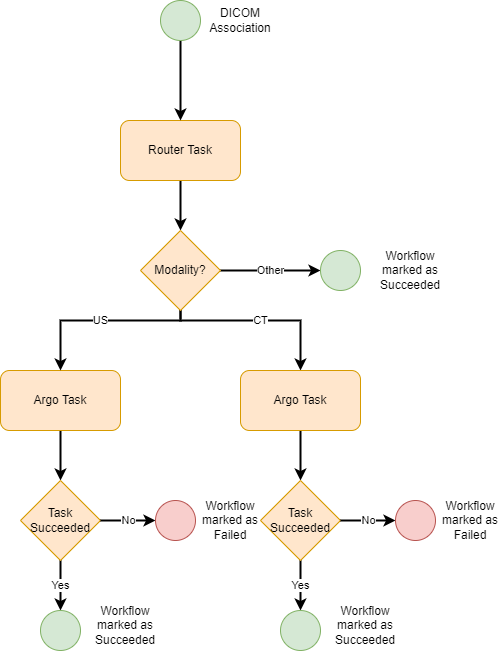 DICOM
Association
Router Task
Modality?
Other
Workflow
marked as
Succeeded
US
CT
Argo Task
Argo Task
Task
Succeeded
No
Workflow
marked as
Failed
Task
Succeeded
No
Workflow
marked as
Failed
Yes
Yes
Workflow
marked as
Succeeded
Workflow
marked as
Succeeded